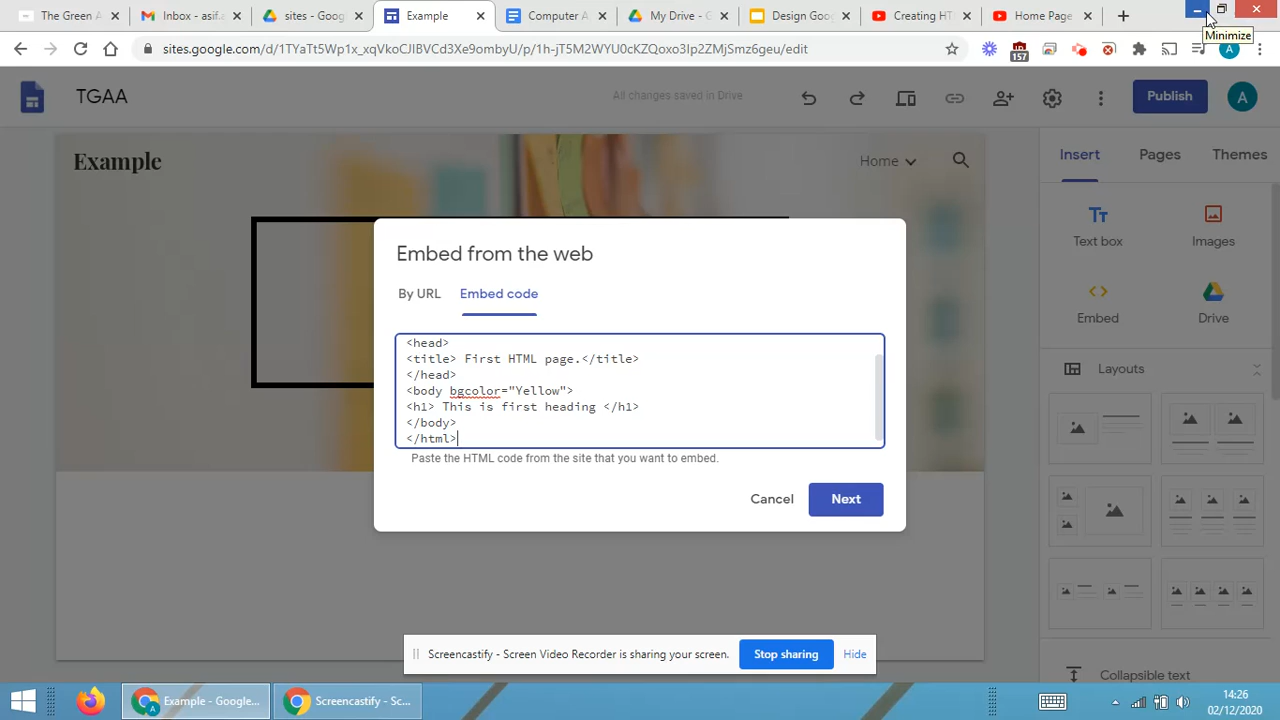 The Green A
Inbox - asif.a
sites - Google
Example
Computer A
My Drive - G
Design Goo
Creating HT
Home Page
Minimize
sites.google.com/d/1TYaTt5Wp1x_xqVkoCJIBVCd3Xe9ombyU/p/1h-jT5M2WYU0cKZQoxo3Ip2ZMjSmz6geu/edit
157
A
TGAA
All changes saved in Drive
Publish
A
Example
Home
Insert
Pages
Themes
Tt
Text box
Images
Embed
Drive
Layouts
Collapsible text
Embed from the web
By URL
Embed code
<head>
<title> First HTML page.</title>
</head>
<body bgcolor="Yellow">
<h1> This is first heading </h1>
</body>
</html>
Paste the HTML code from the site that you want to embed.
Cancel
Next
Screencastify - Screen Video Recorder is sharing your screen.
Stop sharing
Hide
Example - Google...
Screencastify - Sc...
14:26
02/12/2020